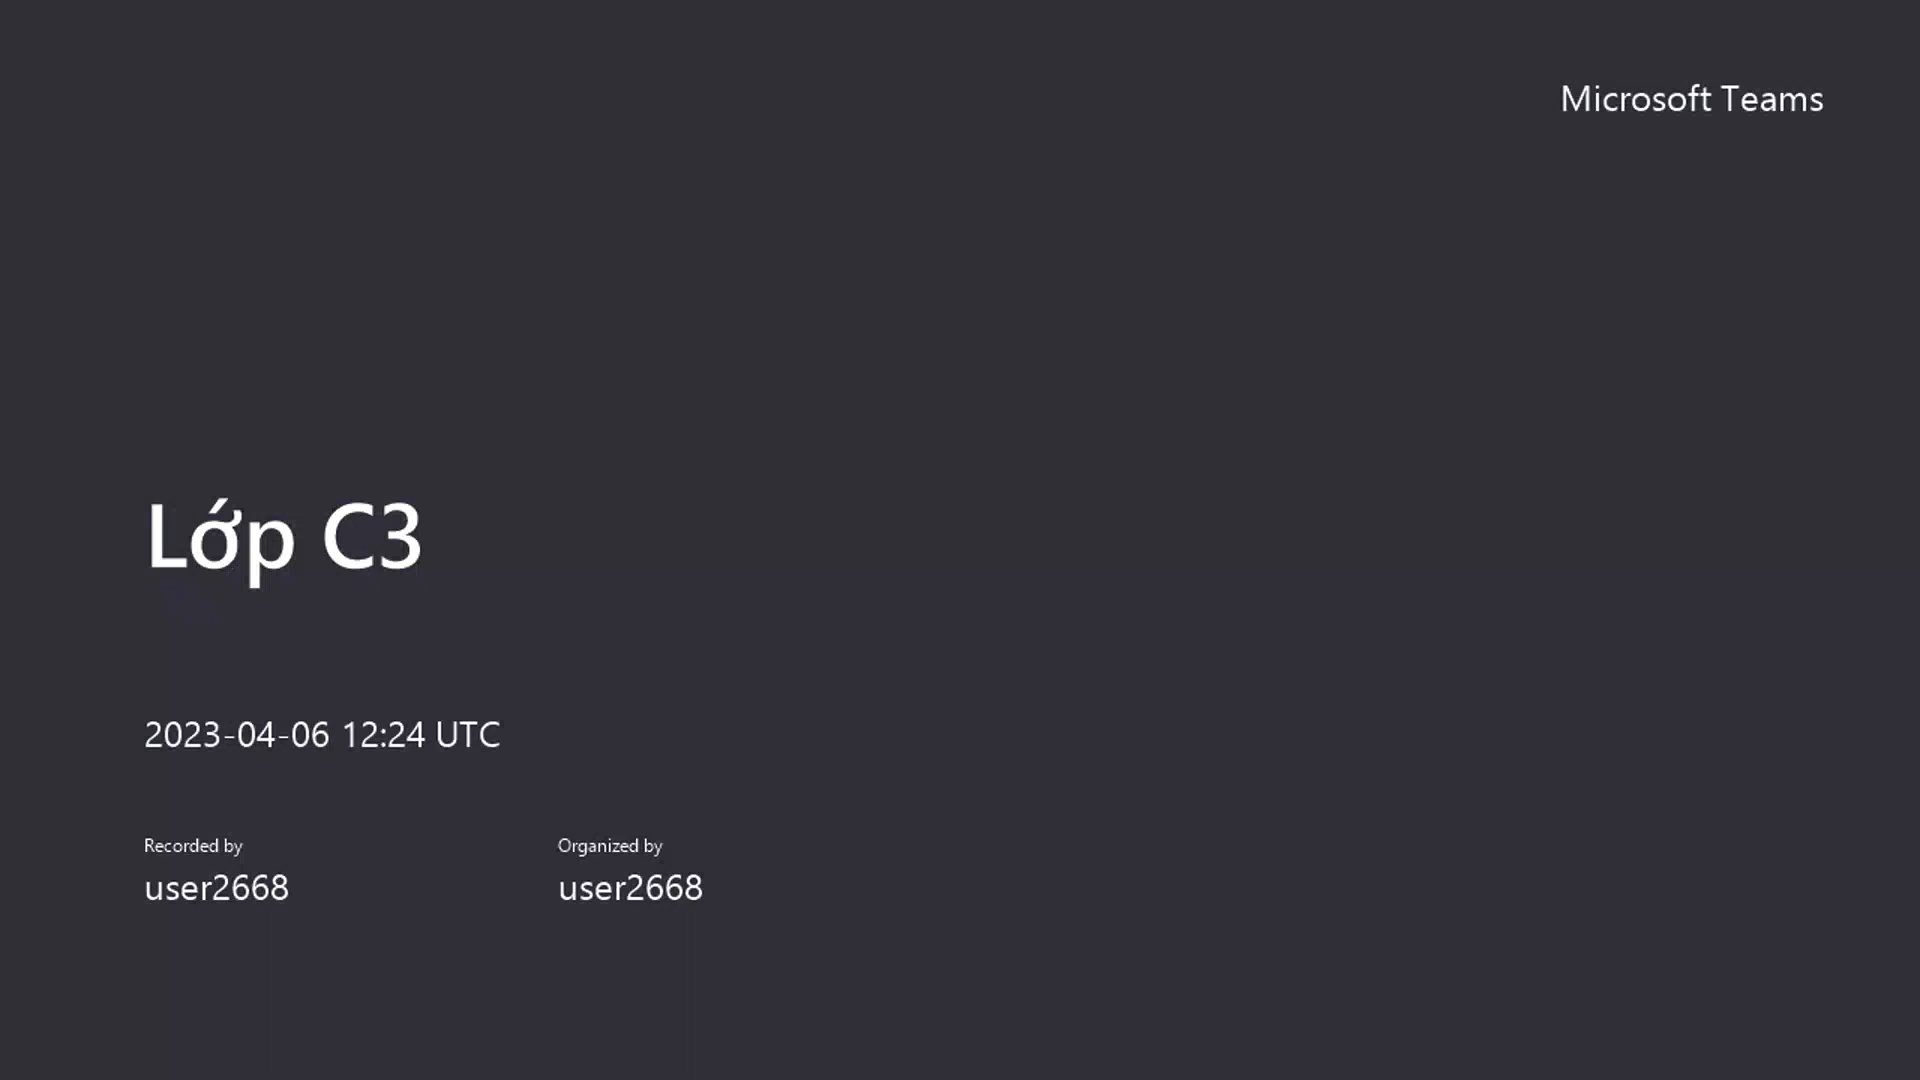 Microsoft Teams
Lớp C3
2023-04-06 12:24 UTC
Recorded by
Organized by
user2668
user2668